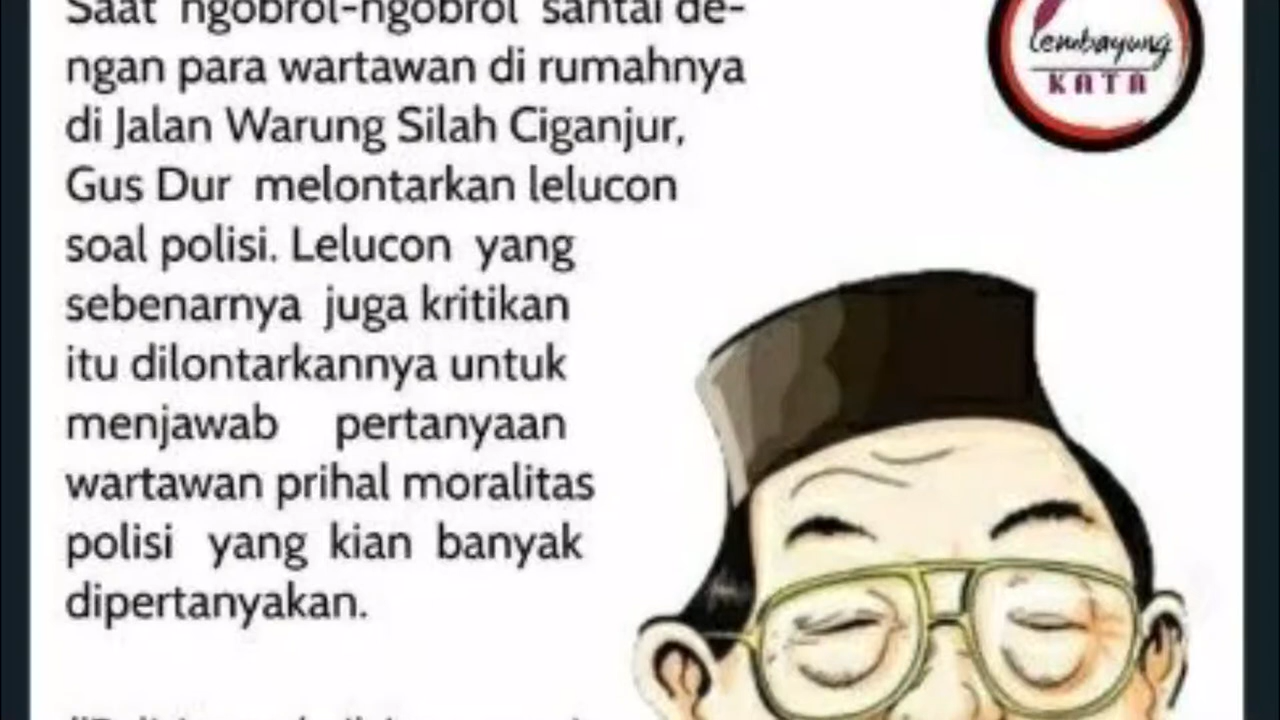 Saat ngobrol-ngobrol santai de-
ngan para wartawan di rumahnya
di Jalan Warung Silah Ciganjur,
Gus Dur melontarkan lelucon
soal polisi. Lelucon yang
sebenarnya juga kritikan
itu dilontarkannya untuk
menjawab pertanyaan
wartawan prihal moralitas
polisi yang kian banyak
dipertanyakan.
lembayung
KATA